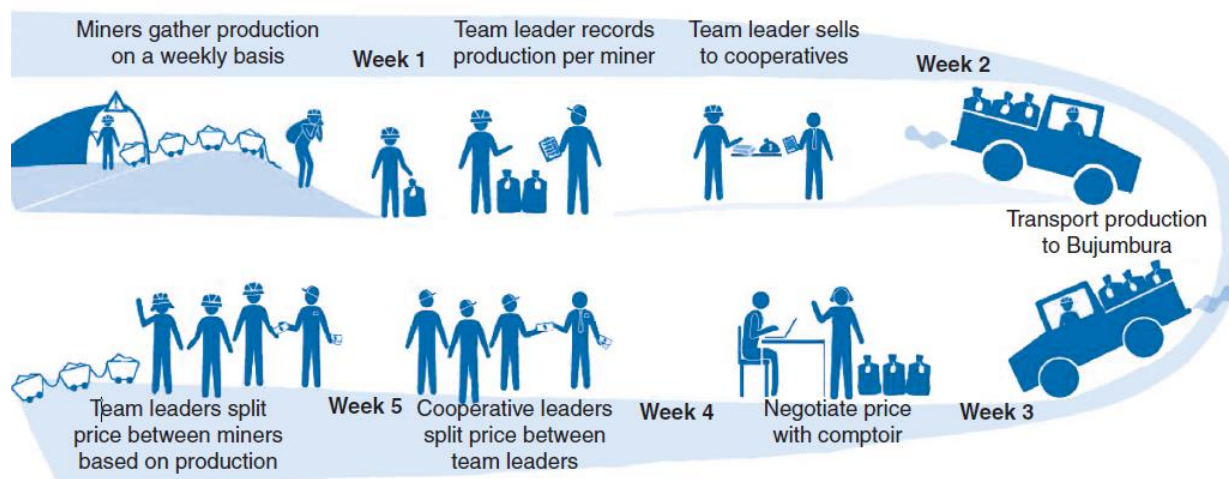 Miners gather production
on a weekly basis
Week 1
Team leader records
production per miner
Team leader sells
to cooperatives
Week 2
Transport production
to Bujumbura
Week 3
Negotiate price
with comptoir
Week 4
Cooperative leaders
split price between
team leaders
Week 5
Team leaders split
price between miners
based on production